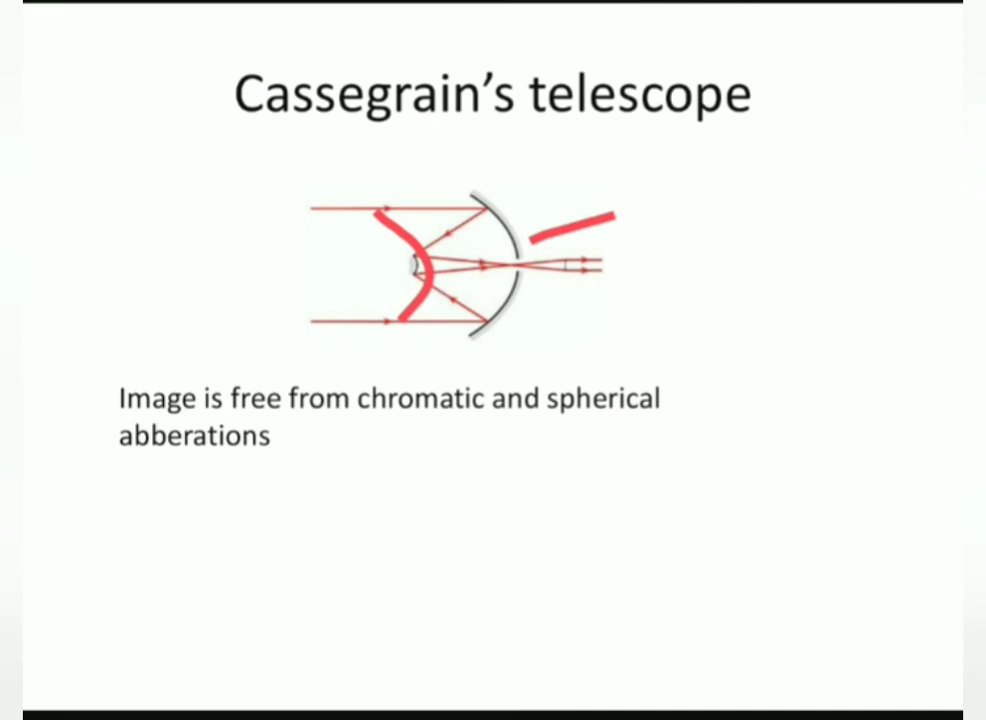 Cassegrain’s telescope
Image is free from chromatic and spherical
abberations